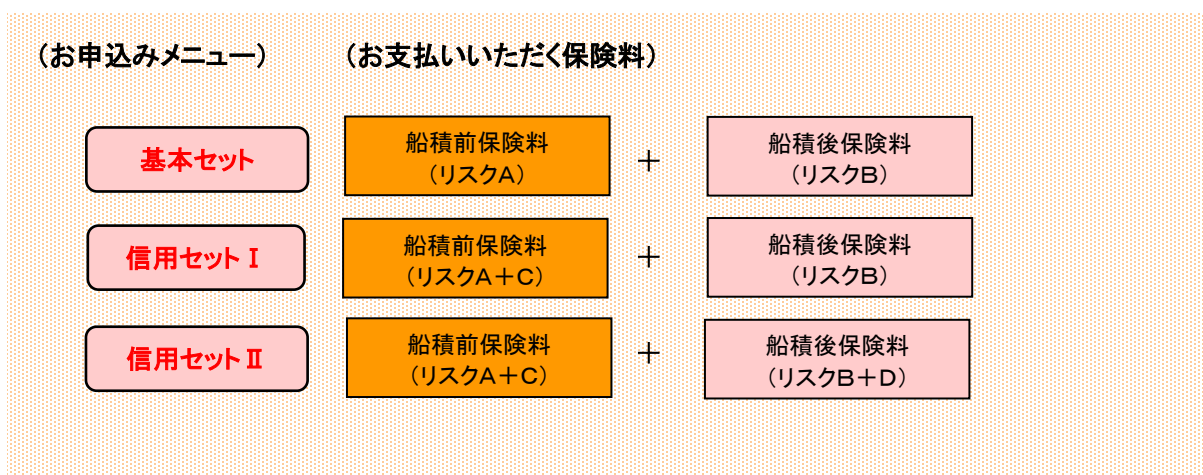 (お申込みメニュー) (お支払いいただく保険料)
基本セット 船積前保険料 + 船積後保険料
(リスクA) (リスクB)
信用セットⅠ 船積前保険料 + 船積後保険料
(リスクA+C) (リスクB)
信用セットⅡ 船積前保険料 + 船積後保険料
(リスクA+C) (リスクB+D)